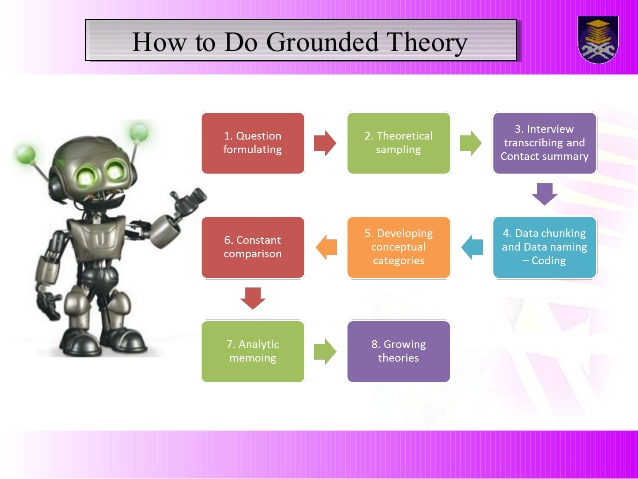 How to Do Grounded Theory
1. Question
formulating
2. Theoretical
sampling
3. Interview
transcribing and
Contact summary
4. Data chunking
and Data naming
– Coding
5. Developing
conceptual
categories
6. Constant
comparison
7. Analytic
memoing
8. Growing
theories